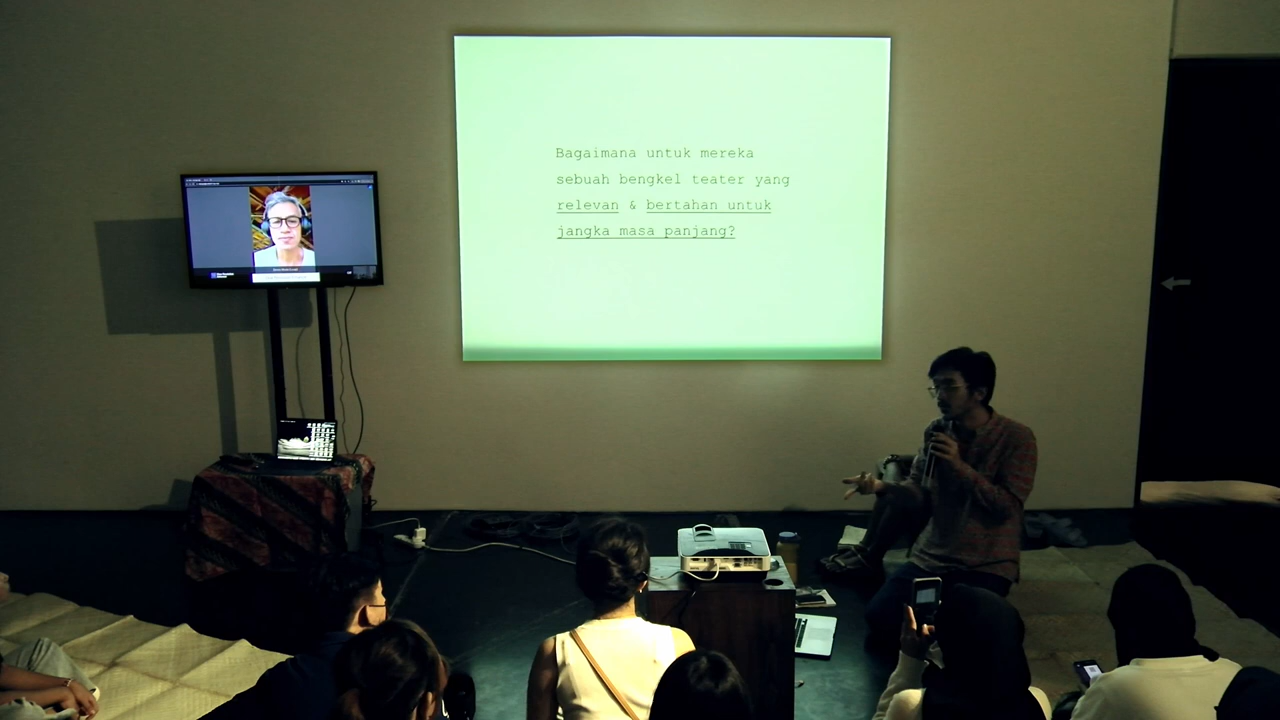 Bagaimana untuk mereka
sebuah bengkel teater yang
relevan & bertahan untuk
jangka masa panjang?